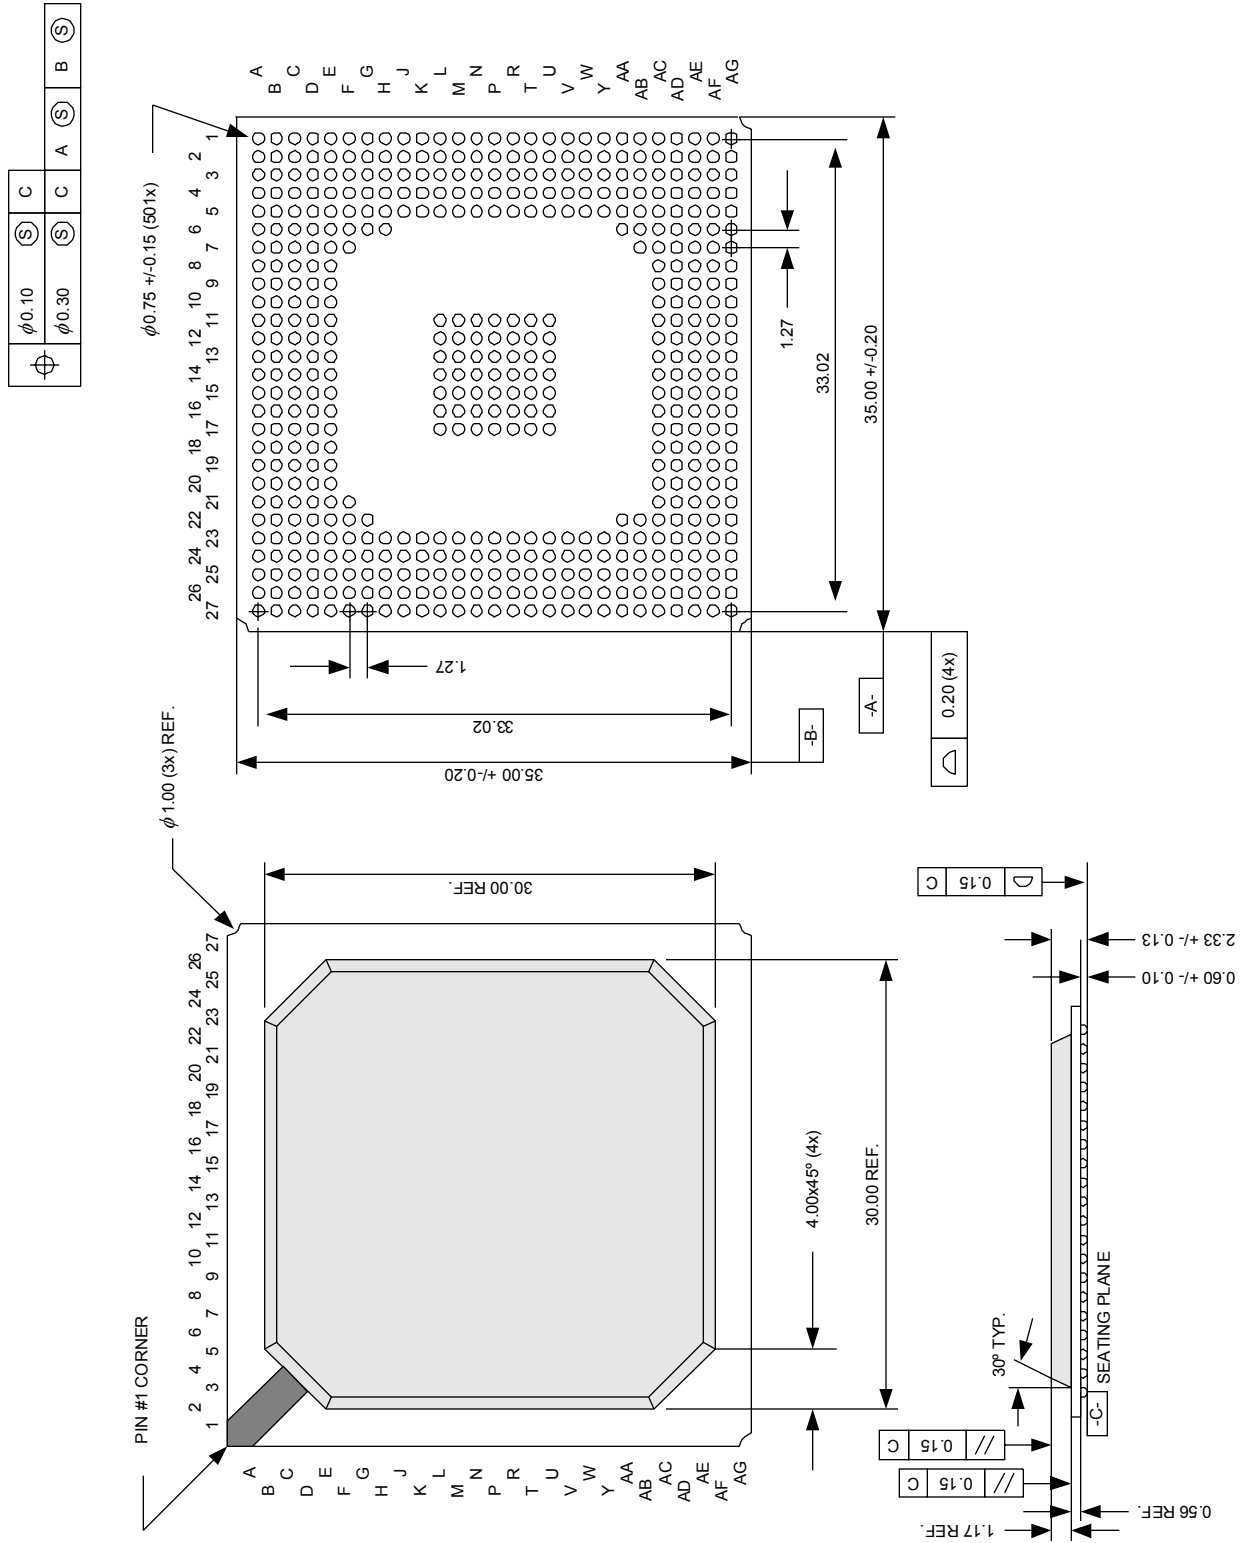 ⌖ ϕ0.10 Ⓢ C
ϕ0.30 Ⓢ C A Ⓢ B Ⓢ
ϕ0.75 +/-0.15 (501x)
A B C D E F G H J K L M N P R T U V W Y AA AB AC AD AE AF AG
1 2 3 4 5 6 7 8 9 10 11 12 13 14 15 16 17 18 19 20 21 22 23 24 25 26 27
1.27
33.02
35.00 +/-0.20
1.27
33.02
35.00 +/-0.20
-B-
-A-
⌓ 0.20 (4x)
ϕ1.00 (3x) REF.
30.00 REF.
1 2 3 4 5 6 7 8 9 10 11 12 13 14 15 16 17 18 19 20 21 22 23 24 25 26 27
A B C D E F G H J K L M N P R T U V W Y AA AB AC AD AE AF AG
PIN #1 CORNER
4.00x45º (4x)
30.00 REF.
⌓ 0.15 C
2.33 +/- 0.13
0.60 +/- 0.10
30º TYP.
SEATING PLANE
-C-
// 0.15 C
// 0.15 C
0.56 REF.
1.17 REF.